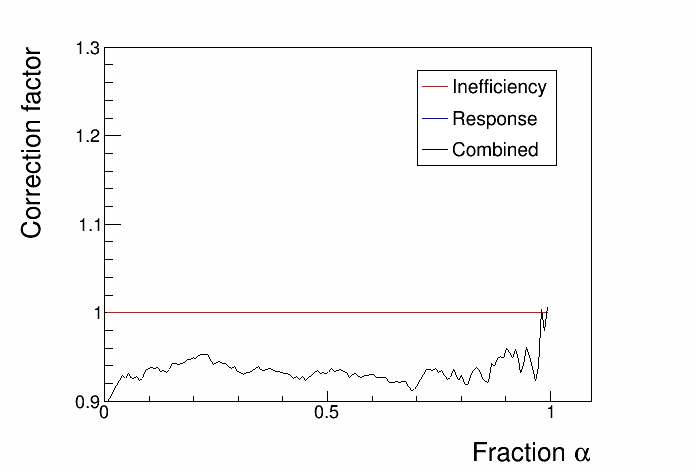 Correction factor
1.3
1.2
1.1
1
0.9
0
0.5
1
Fraction α
Inefficiency
Response
Combined